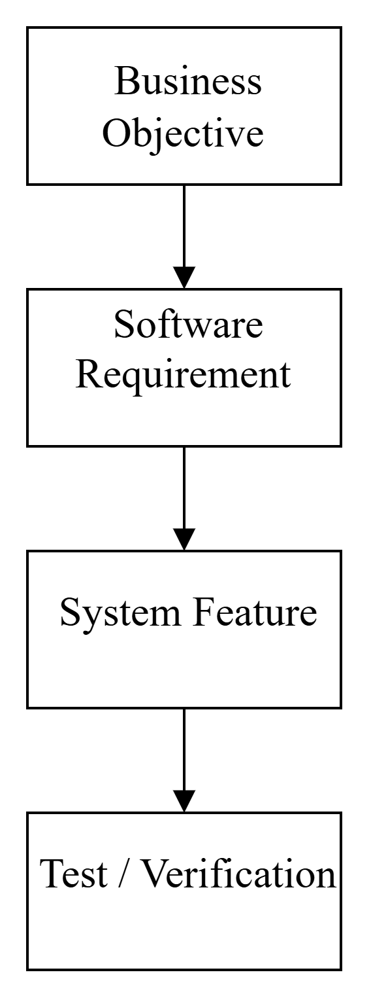 Business
Objective
Software
Requirement
System Feature
Test / Verification